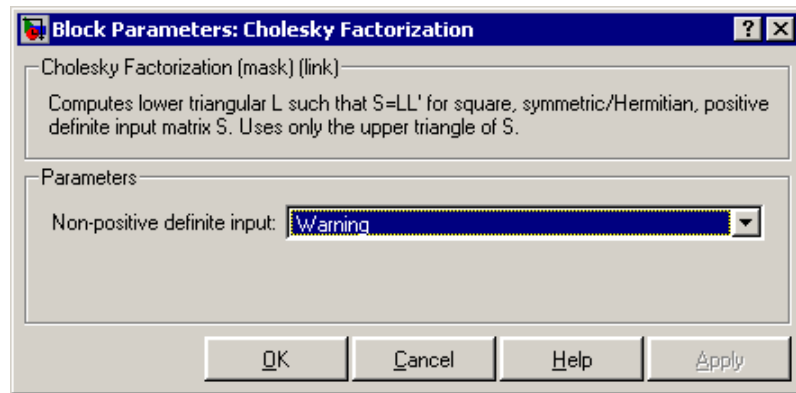 Block Parameters: Cholesky Factorization
Cholesky Factorization (mask) (link)
Computes lower triangular L such that S=LL' for square, symmetric/Hermitian, positive
definite input matrix S. Uses only the upper triangle of S.
Parameters
Non-positive definite input: Warning
OK Cancel Help Apply